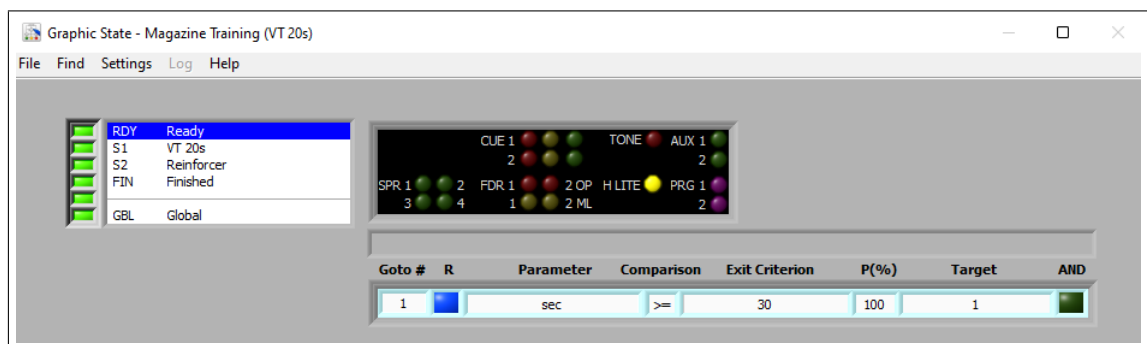 Graphic State - Magazine Training (VT 20s)
File Find Settings Log Help
RDY Ready
S1 VT 20s
S2 Reinforcer
FIN Finished
GBL Global
CUE 1 TONE AUX 1
2 2
SPR 1 2 FDR 1 2 OP H LITE PRG 1
3 4 1 2 ML 2
Goto # R Parameter Comparison Exit Criterion P(%) Target AND
1 sec >= 30 100 1